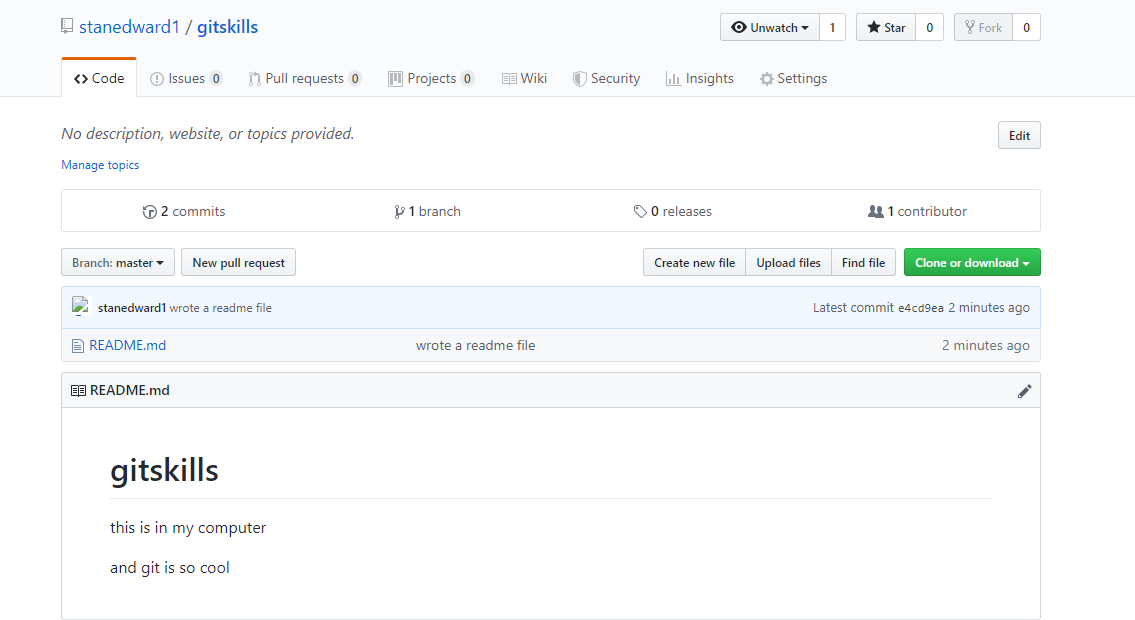 stanedward1 / gitskills Unwatch 1 Star 0 Fork 0
Code Issues 0 Pull requests 0 Projects 0 Wiki Security Insights Settings
No description, website, or topics provided. Edit
Manage topics
2 commits 1 branch 0 releases 1 contributor
Branch: master New pull request Create new file Upload files Find file Clone or download
stanedward1 wrote a readme file Latest commit e4cd9ea 2 minutes ago
README.md wrote a readme file 2 minutes ago
README.md
gitskills
this is in my computer
and git is so cool